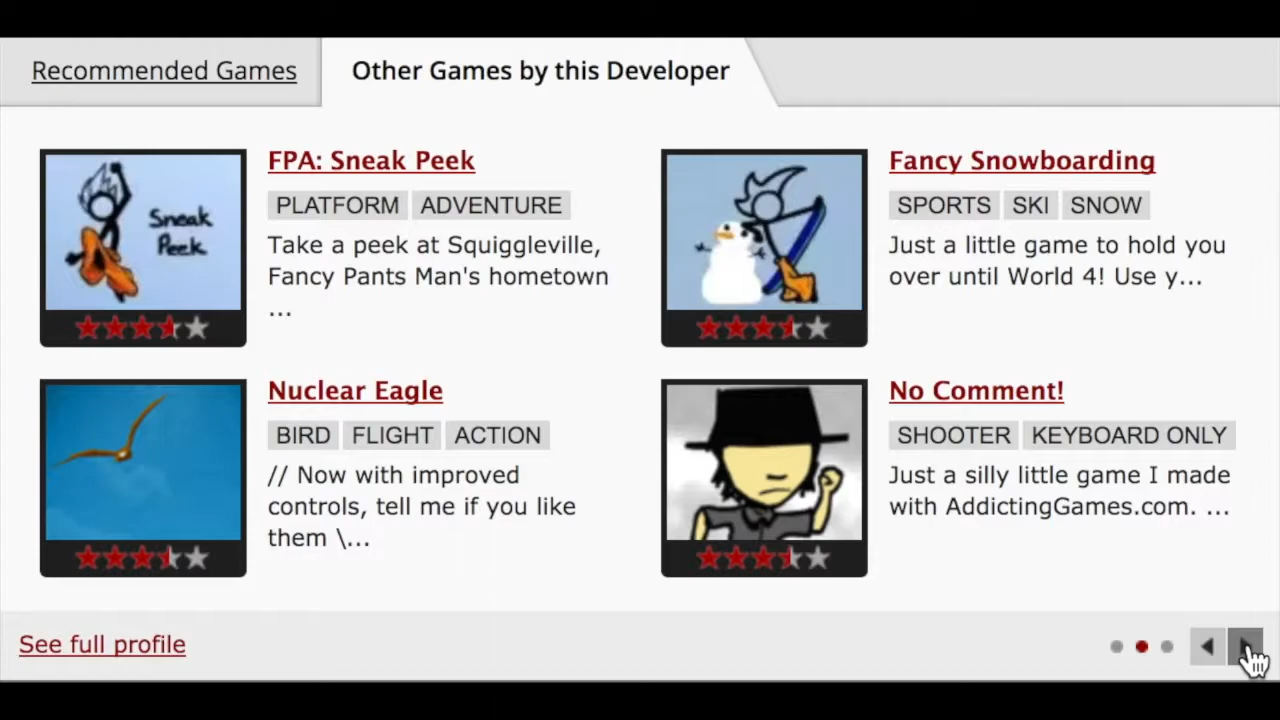 Recommended Games
Other Games by this Developer
FPA: Sneak Peek
PLATFORM ADVENTURE
Take a peek at Squiggleville,
Fancy Pants Man's hometown
...
Sneak
Peek
Fancy Snowboarding
SPORTS SKI SNOW
Just a little game to hold you
over until World 4! Use y...
Nuclear Eagle
BIRD FLIGHT ACTION
// Now with improved
controls, tell me if you like
them \...
No Comment!
SHOOTER KEYBOARD ONLY
Just a silly little game I made
with AddictingGames.com. ...
See full profile